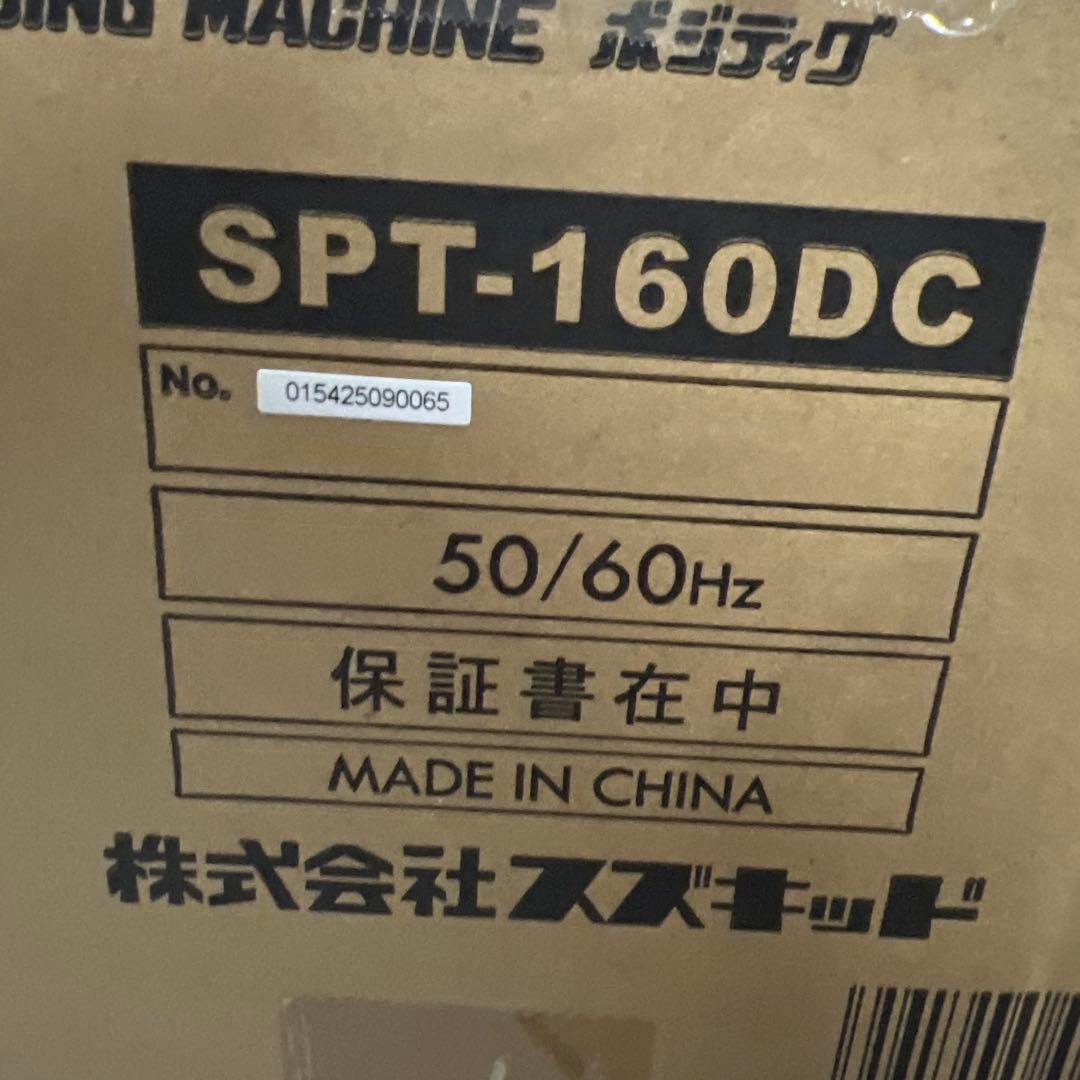 DING MACHINE ポジティグ
SPT-160DC
No. 015425090065
50/60Hz
保証書在中
MADE IN CHINA
株式会社スズキッド